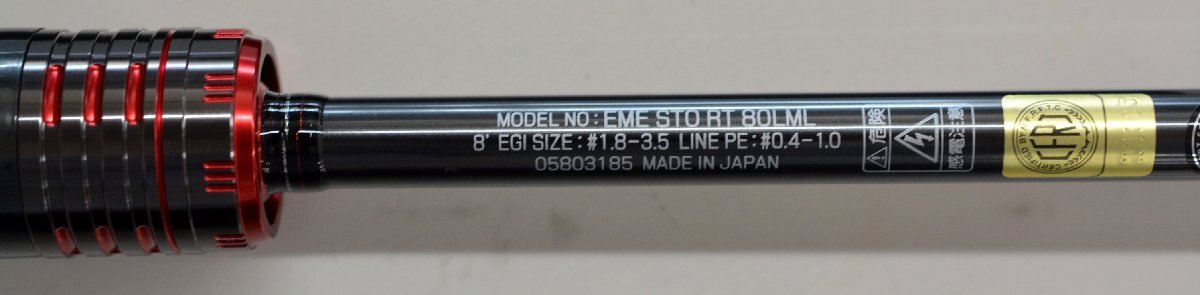 MODEL NO: EME STO RT 80LML
8' EGI SIZE: #1.8-3.5 LINE PE: #0.4-1.0
05803185 MADE IN JAPAN
危険
感電注意
CFRJ